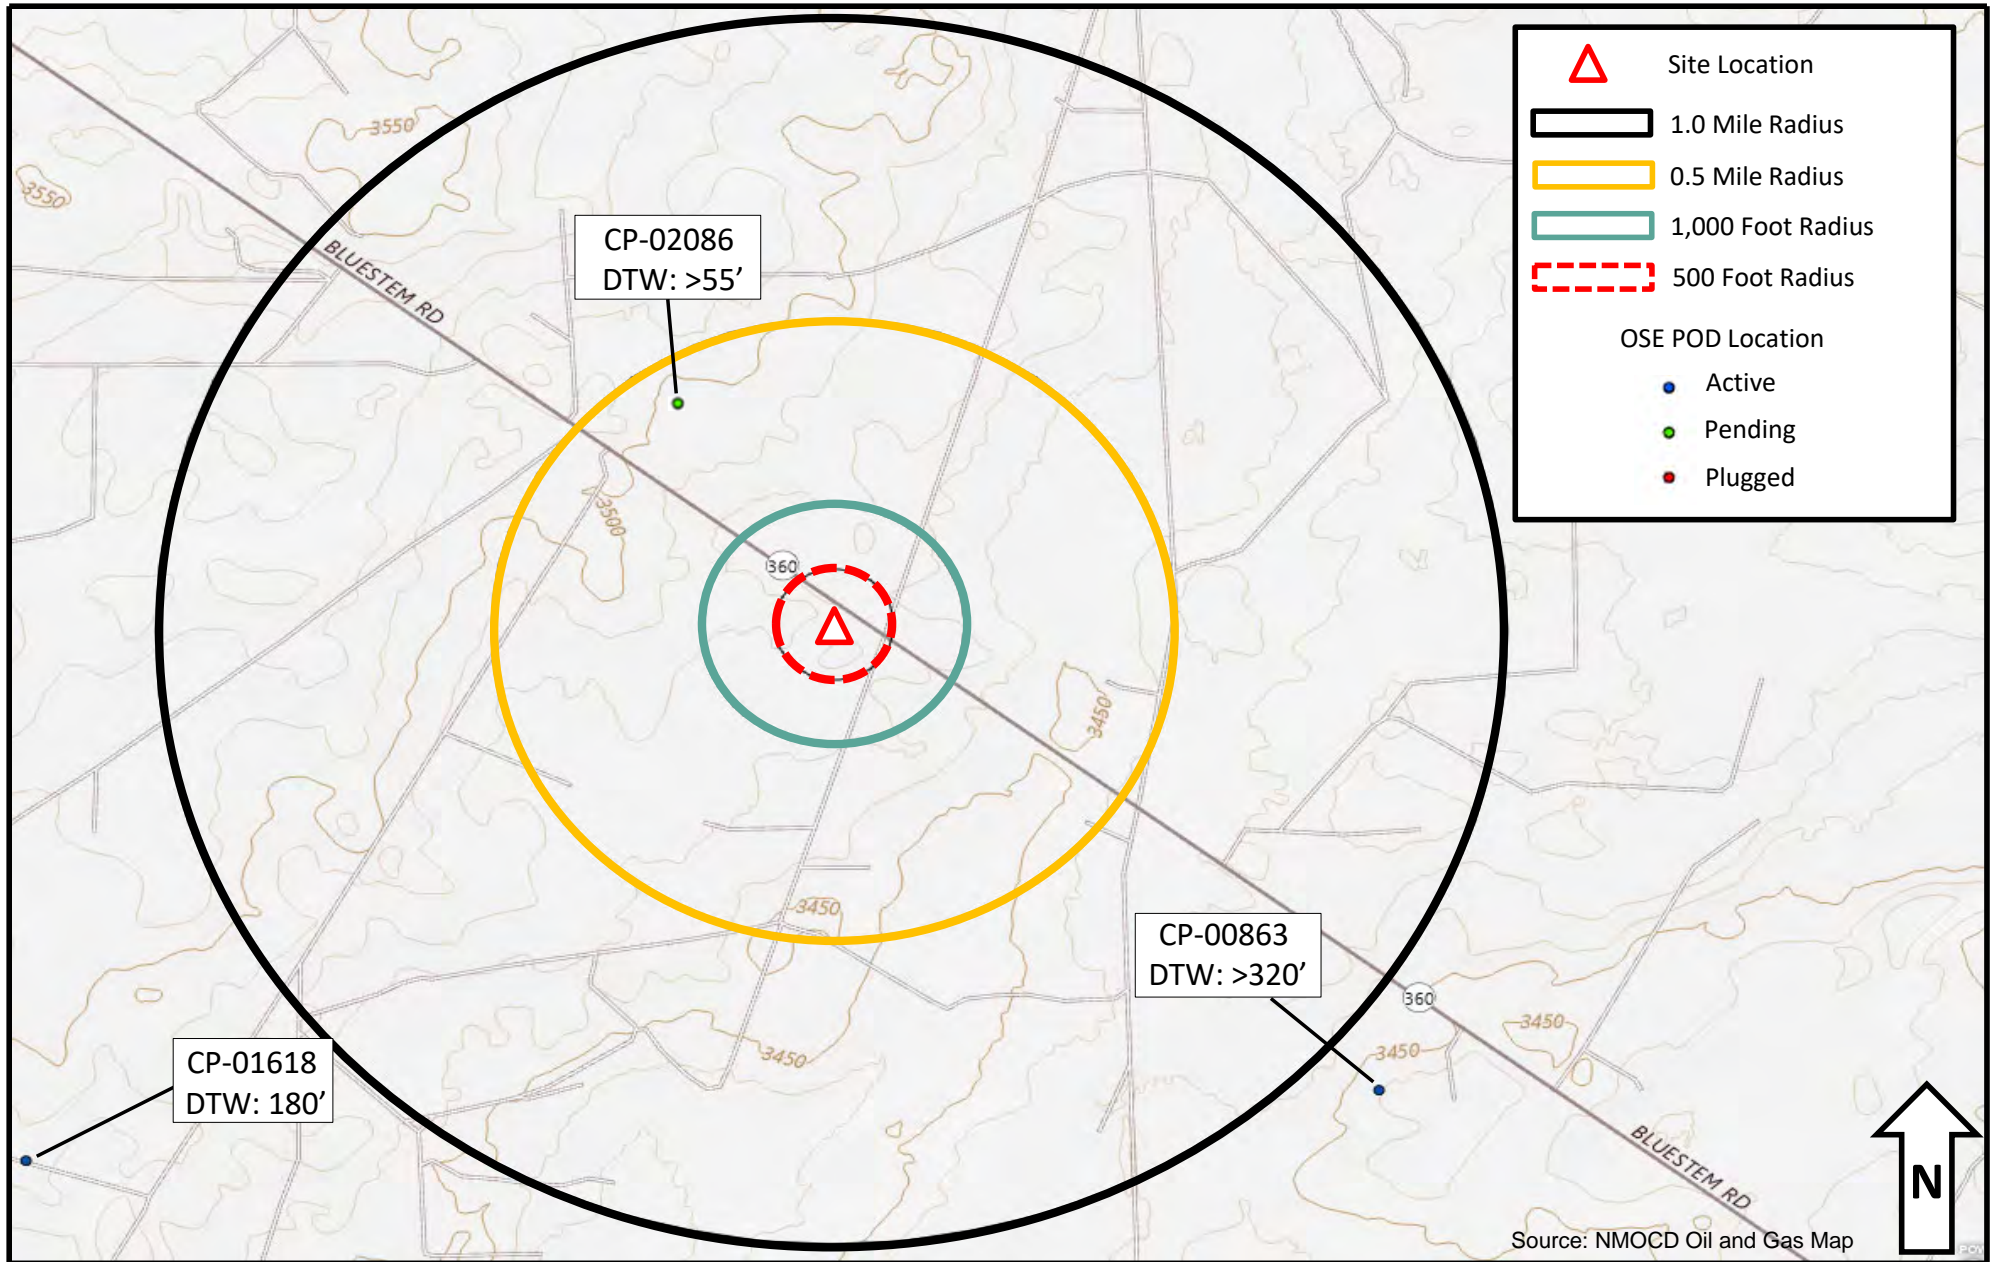 Site Location
1.0 Mile Radius
0.5 Mile Radius
1,000 Foot Radius
500 Foot Radius
OSE POD Location
Active
Pending
Plugged
3550
3550
BLUESTEM RD
CP-02086
DTW: >55’
3500
360
3450
3450
CP-00863
DTW: >320’
360
3450
3450
3450
CP-01618
DTW: 180’
BLUESTEM RD
N
Source: NMOCD Oil and Gas Map